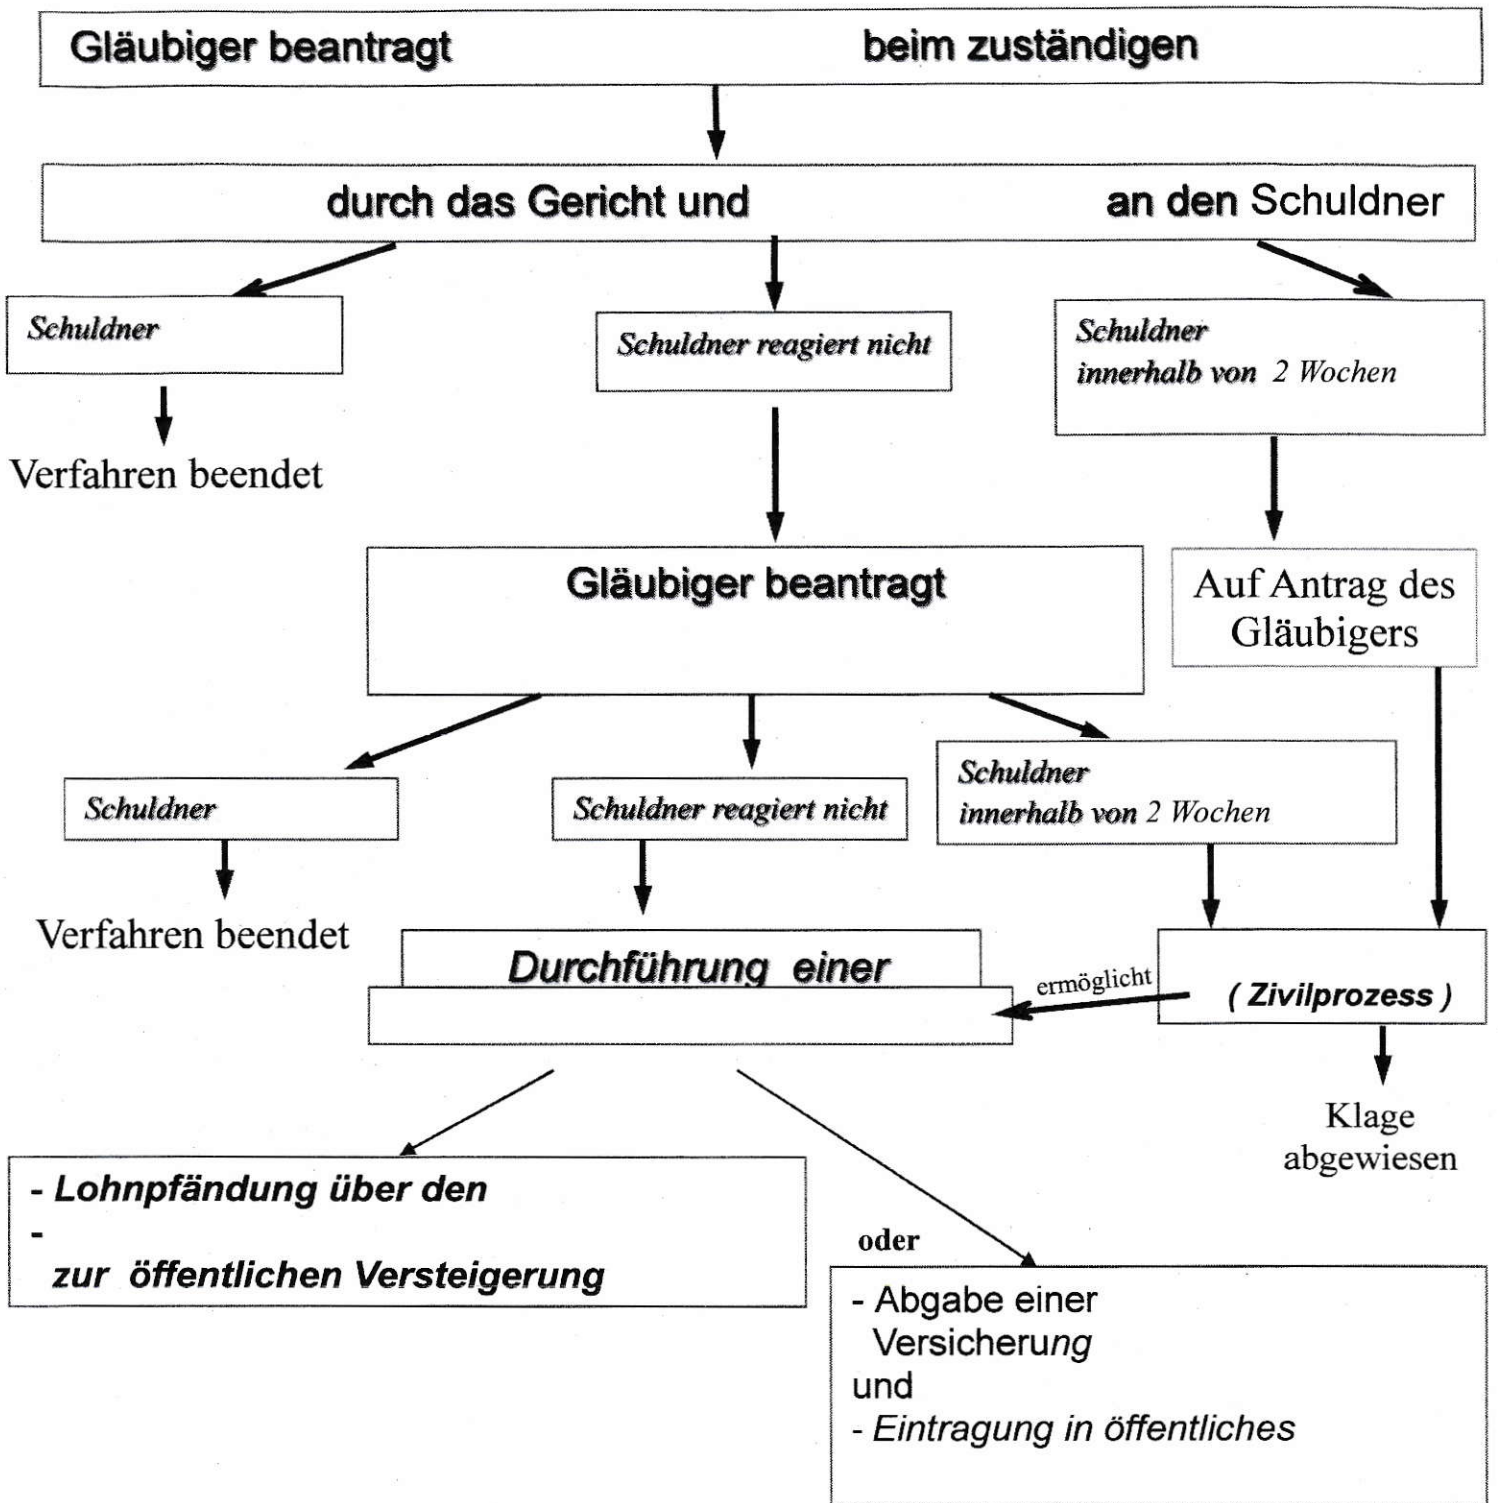 Gläubiger beantragt beim zuständigen
durch das Gericht und an den Schuldner
Schuldner
Schuldner reagiert nicht
Schuldner
innerhalb von 2 Wochen
Verfahren beendet
Gläubiger beantragt
Auf Antrag des
Gläubigers
Schuldner
Schuldner reagiert nicht
Schuldner
innerhalb von 2 Wochen
Verfahren beendet
Durchführung einer
ermöglicht
( Zivilprozess )
Klage
abgewiesen
- Lohnpfändung über den
-
zur öffentlichen Versteigerung
oder
- Abgabe einer
Versicherung
und
- Eintragung in öffentliches